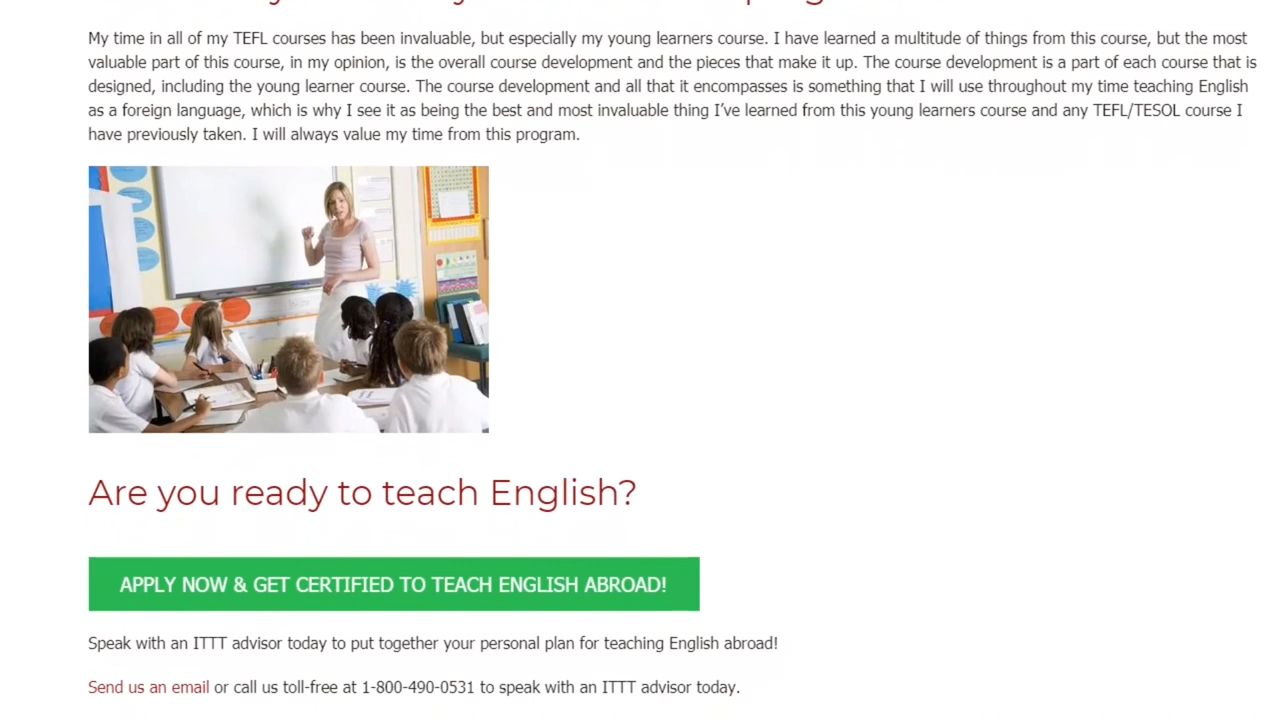 My time in all of my TEFL courses has been invaluable, but especially my young learners course. I have learned a multitude of things from this course, but the most
valuable part of this course, in my opinion, is the overall course development and the pieces that make it up. The course development is a part of each course that is
designed, including the young learner course. The course development and all that it encompasses is something that I will use throughout my time teaching English
as a foreign language, which is why I see it as being the best and most invaluable thing I've learned from this young learners course and any TEFL/TESOL course I
have previously taken. I will always value my time from this program.
Are you ready to teach English?
APPLY NOW & GET CERTIFIED TO TEACH ENGLISH ABROAD!
Speak with an ITTT advisor today to put together your personal plan for teaching English abroad!
Send us an email or call us toll-free at 1-800-490-0531 to speak with an ITTT advisor today.